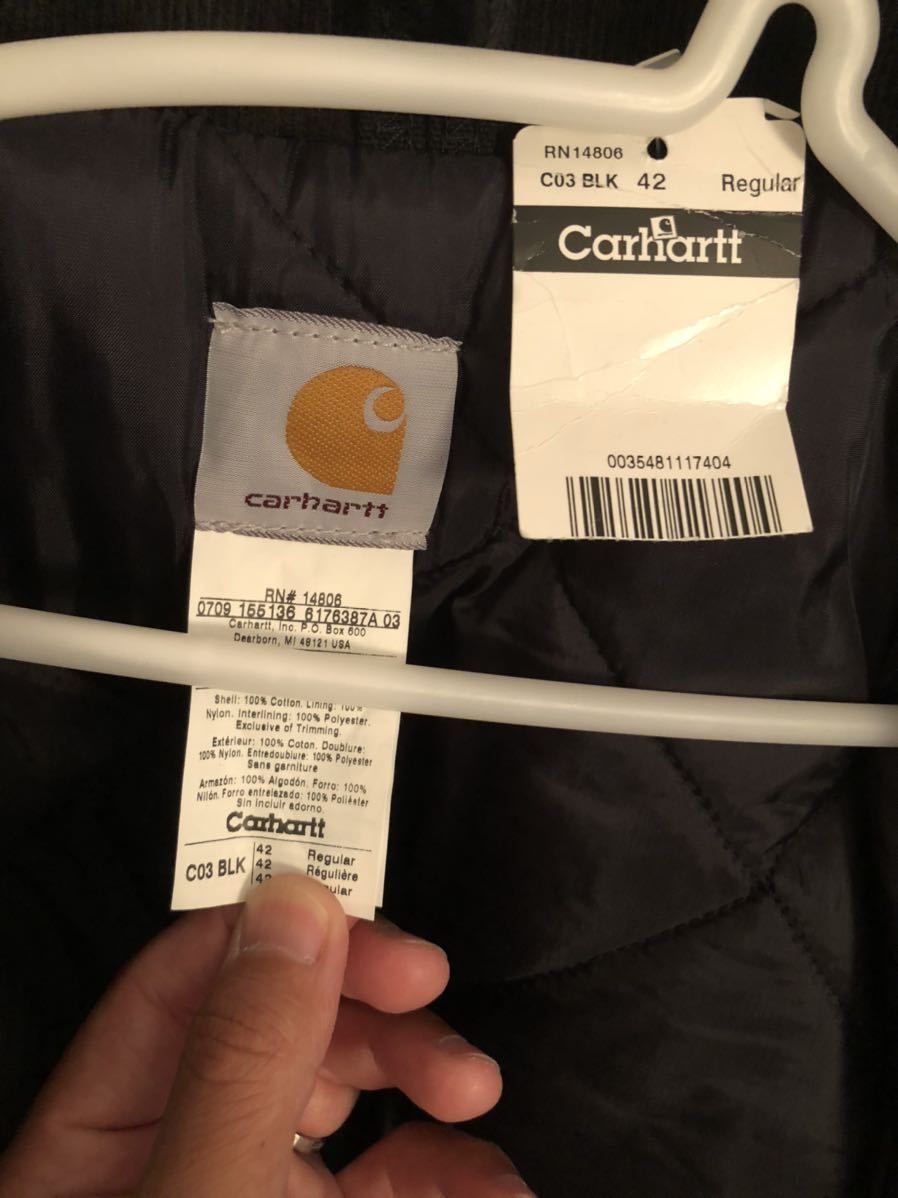 RN14806
C03 BLK 42 Regular
Carhartt
0035481117404
carhartt
RN# 14806
0709 155136 6176387A 03
Carhartt, Inc. P.O. Box 600
Dearborn, MI 48121 USA
Shell: 100% Cotton. Lining: 100%
Nylon. Interlining: 100% Polyester.
Exclusive of Trimming.
Extérieur: 100% Coton. Doublure:
100% Nylon. Entredoublure: 100% Polyester
Sans garniture
Armazón: 100% Algodón. Forro: 100%
Nilón. Forro entrelazado: 100% Poliéster
Sin incluir adorno.
Carhartt
42 Regular
C03 BLK 42 Régulière